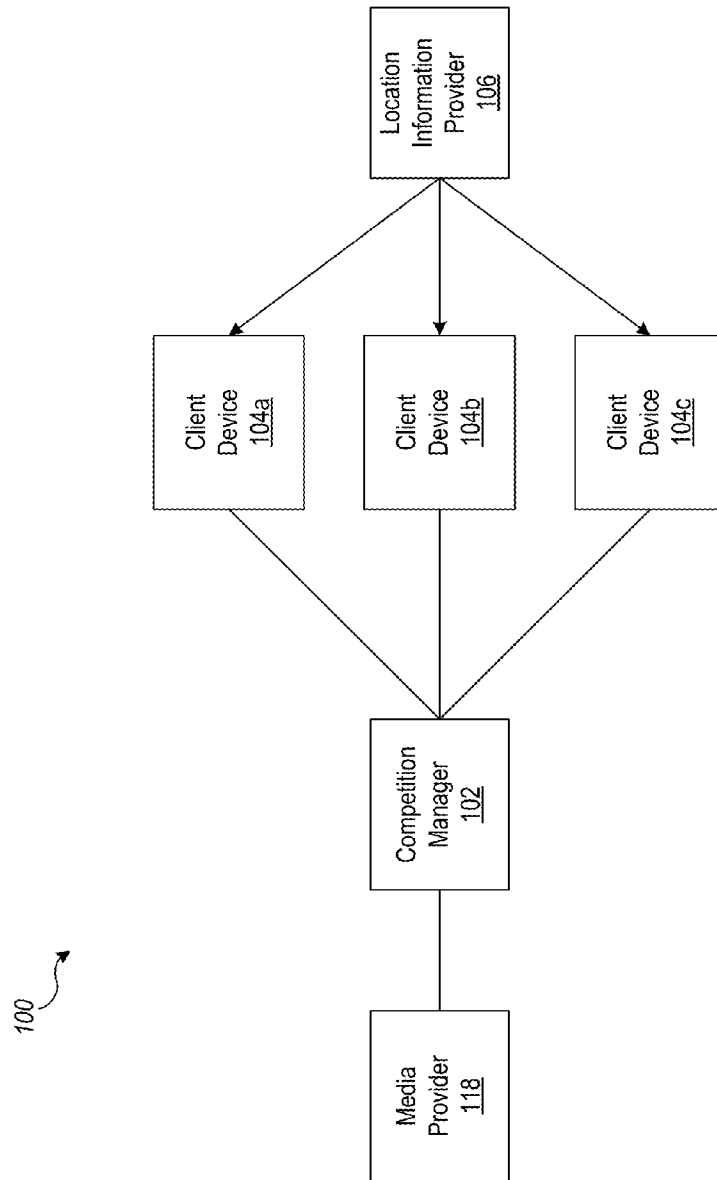 100
Media
Provider
118
Competition
Manager
102
Client
Device
104a
Client
Device
104b
Client
Device
104c
Location
Information
Provider
106